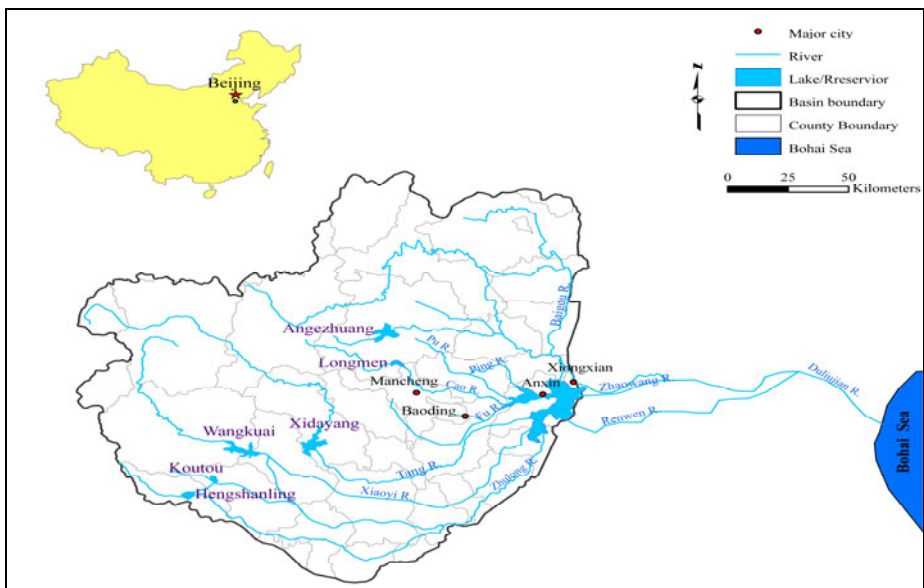 Beijing
Major city
River
Lake/Rreservior
Basin boundary
County Boundary
Bohai Sea
0 25 50
Kilometers
Baigou R.
Angezhuang
Pu R.
Longmen
Ping R.
Xiongxian
Mancheng
Cao R.
Anxin
Zhaowang R.
Duliujian R.
Baoding
Fu R.
Renwen R.
Wangkuai
Xidayang
Bohai Sea
Koutou
Tang R.
Zhulong R.
Hengshanling
Xiaoyi R.